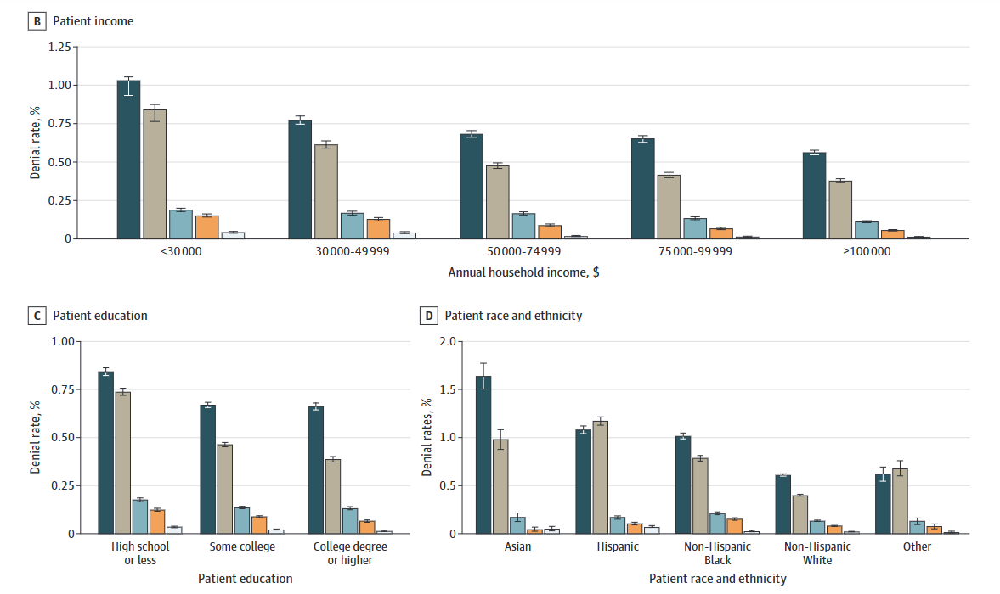 B Patient income
1.25
1.00
0.75
0.50
0.25
0
Denial rate, %
<30 000
30 000-49 999
50 000-74 999
75 000-99 999
≥100 000
Annual household income, $
C Patient education
1.00
0.75
0.50
0.25
0
Denial rate, %
High school
or less
Some college
College degree
or higher
Patient education
D Patient race and ethnicity
2.0
1.5
1.0
0.5
0
Denial rates, %
Asian
Hispanic
Non-Hispanic
Black
Non-Hispanic
White
Other
Patient race and ethnicity